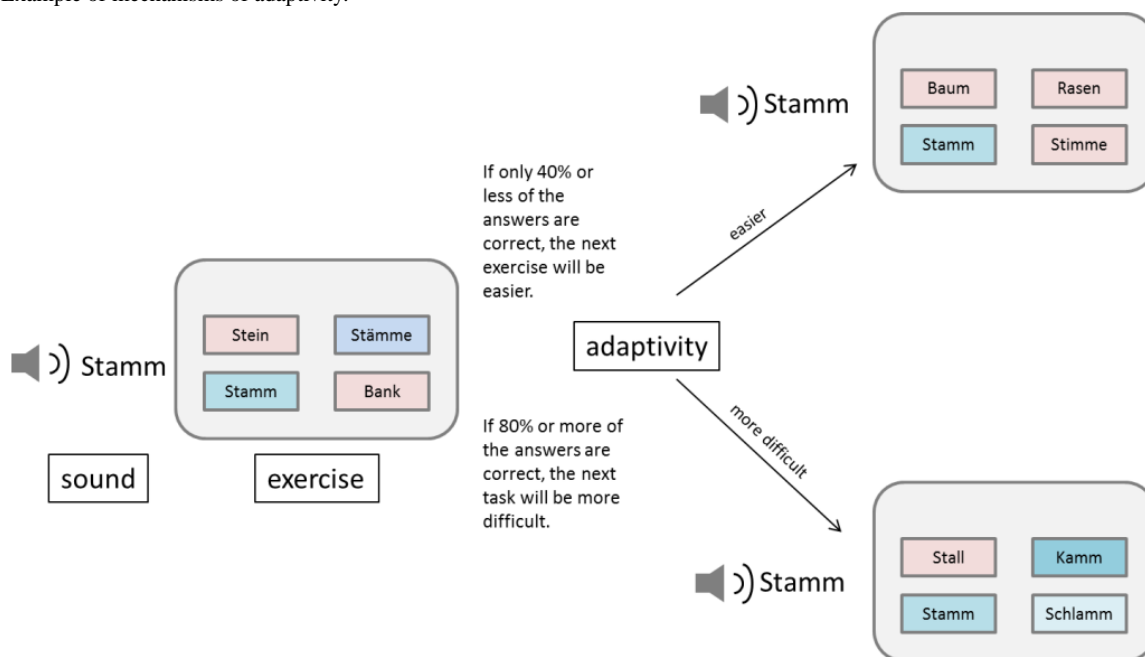 Example of mechanisms of adaptivity.
Stamm
Baum
Rasen
Stamm
Stimme
If only 40% or
less of the
answers are
correct, the next
exercise will be
easier.
easier
Stamm
Stein
Stämme
Stamm
Bank
adaptivity
sound
exercise
If 80% or more of
the answers are
correct, the next
task will be more
difficult.
more difficult
Stamm
Stall
Kamm
Stamm
Schlamm